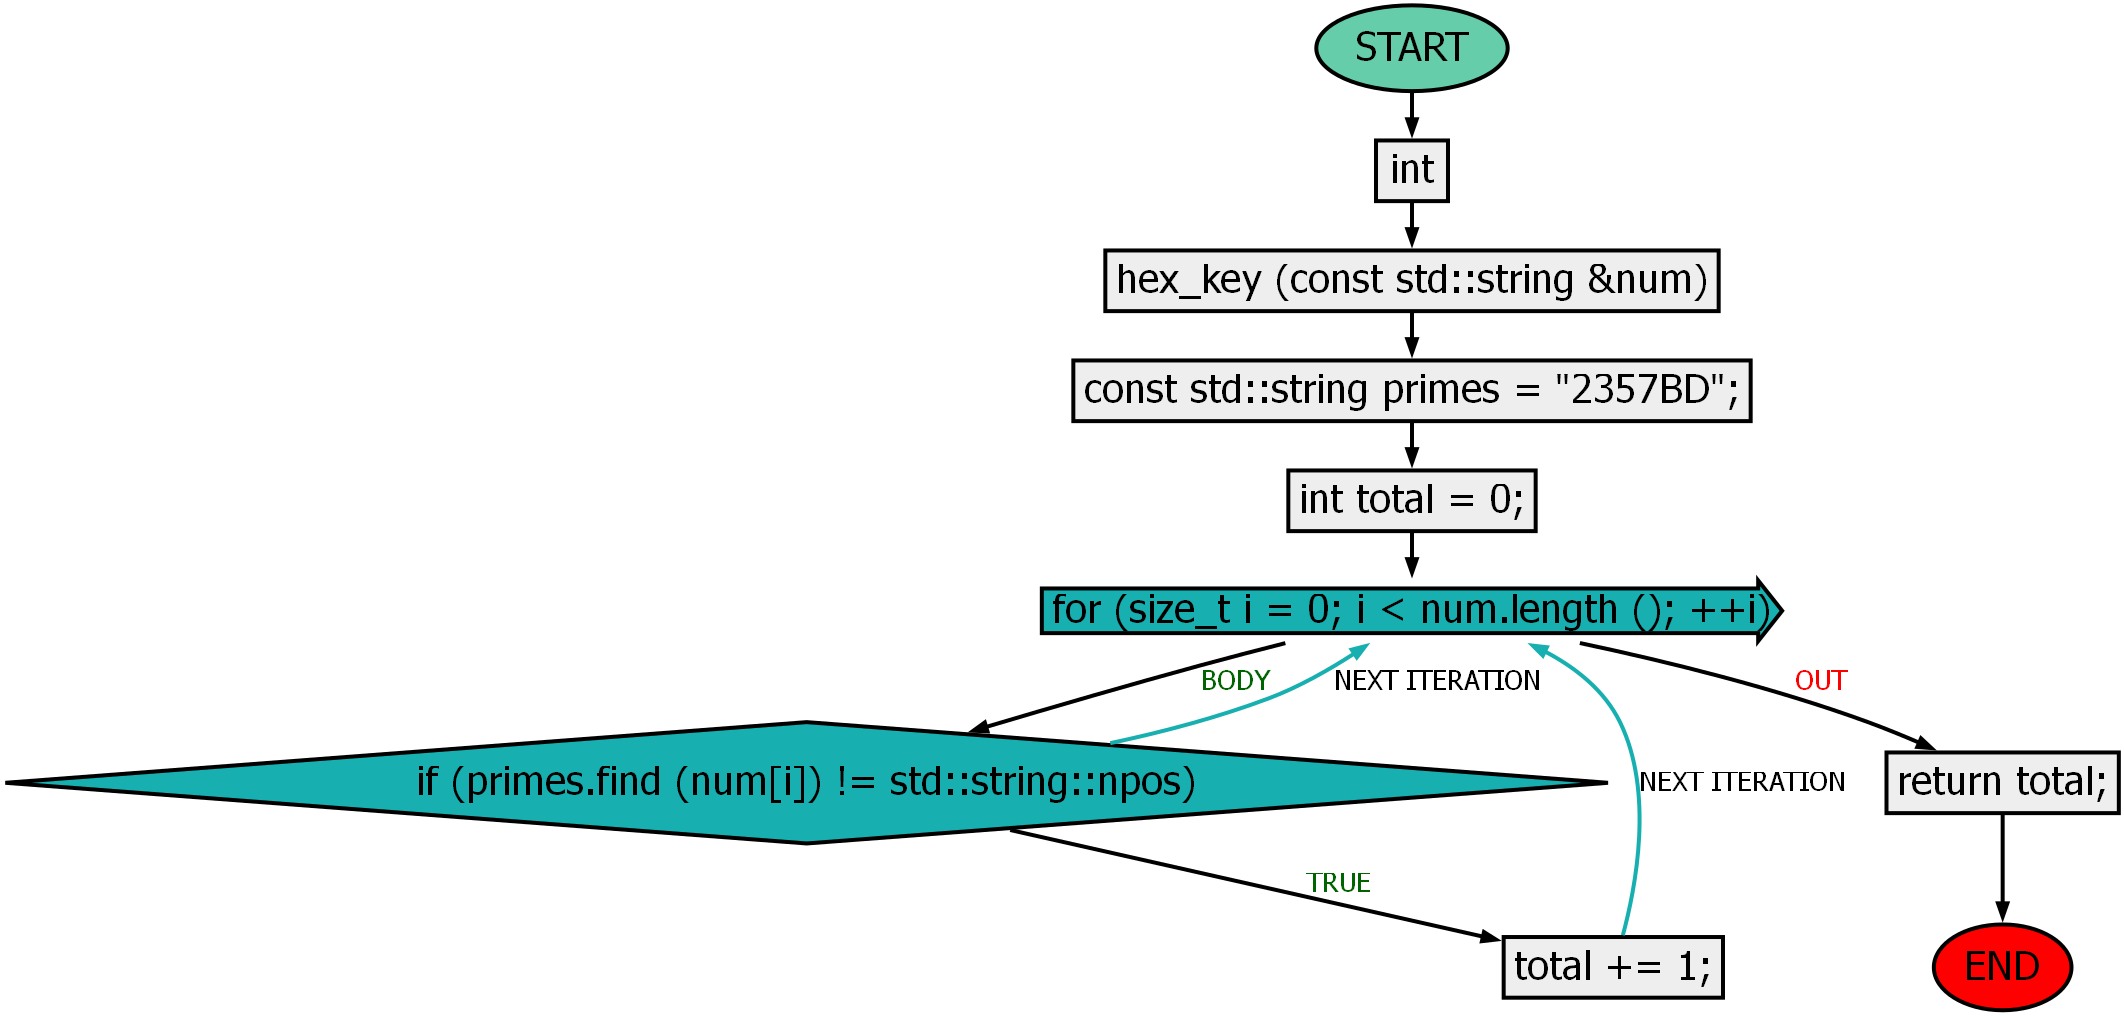 START
int
hex_key (const std::string &num)
const std::string primes = "2357BD";
int total = 0;
for (size_t i = 0; i < num.length (); ++i)
BODY
NEXT ITERATION
OUT
if (primes.find (num[i]) != std::string::npos)
NEXT ITERATION
return total;
TRUE
total += 1;
END